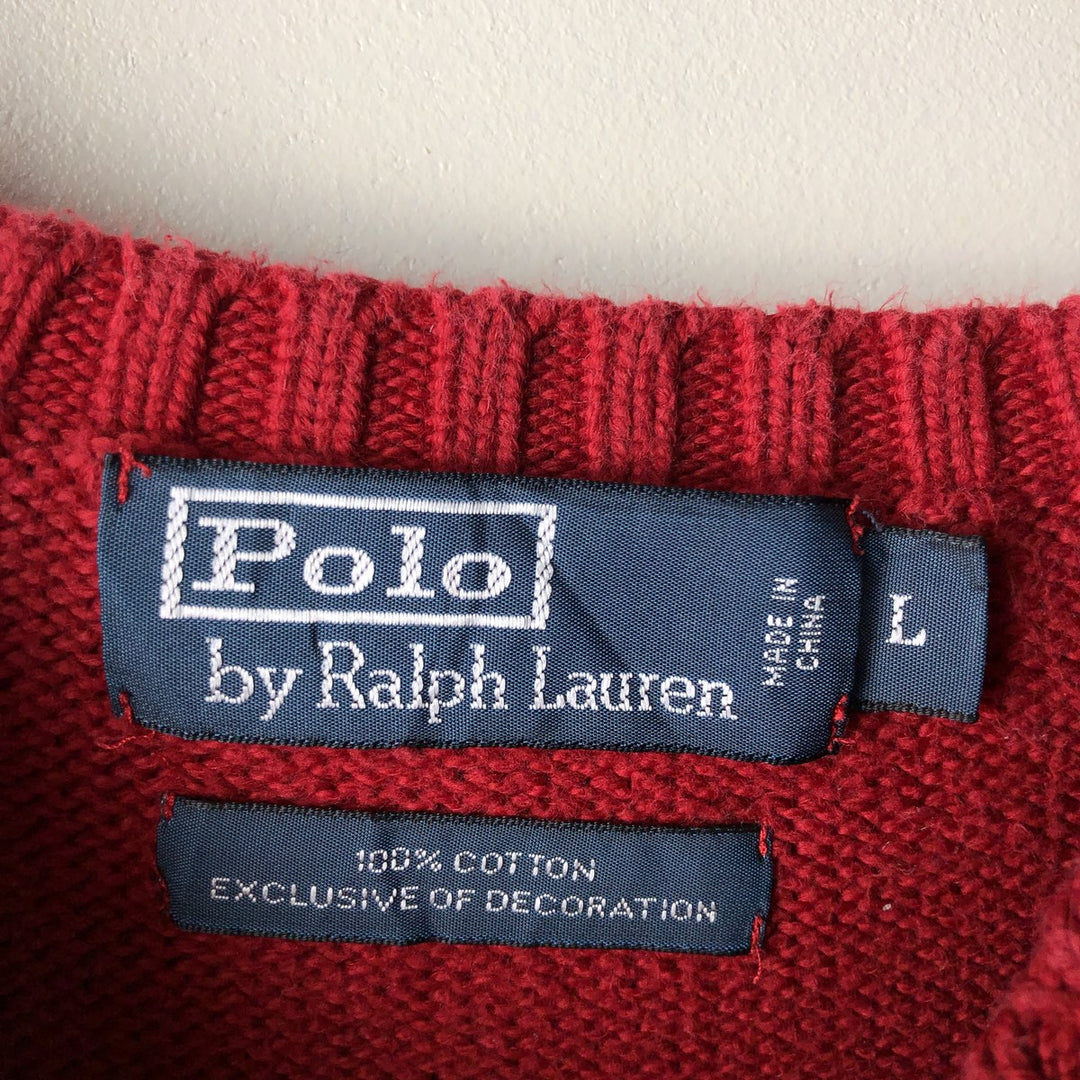 Polo
by Ralph Lauren
MADE IN
CHINA
L
100% COTTON
EXCLUSIVE OF DECORATION